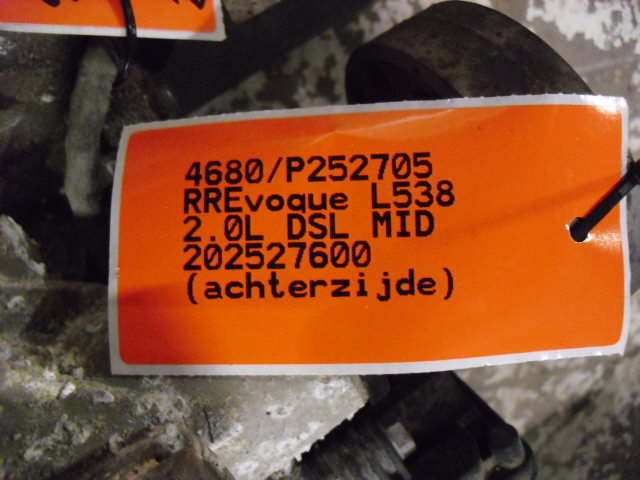 4680/P252705
RREvoque L538
2.0L DSL MID
202527600
(achterzijde)